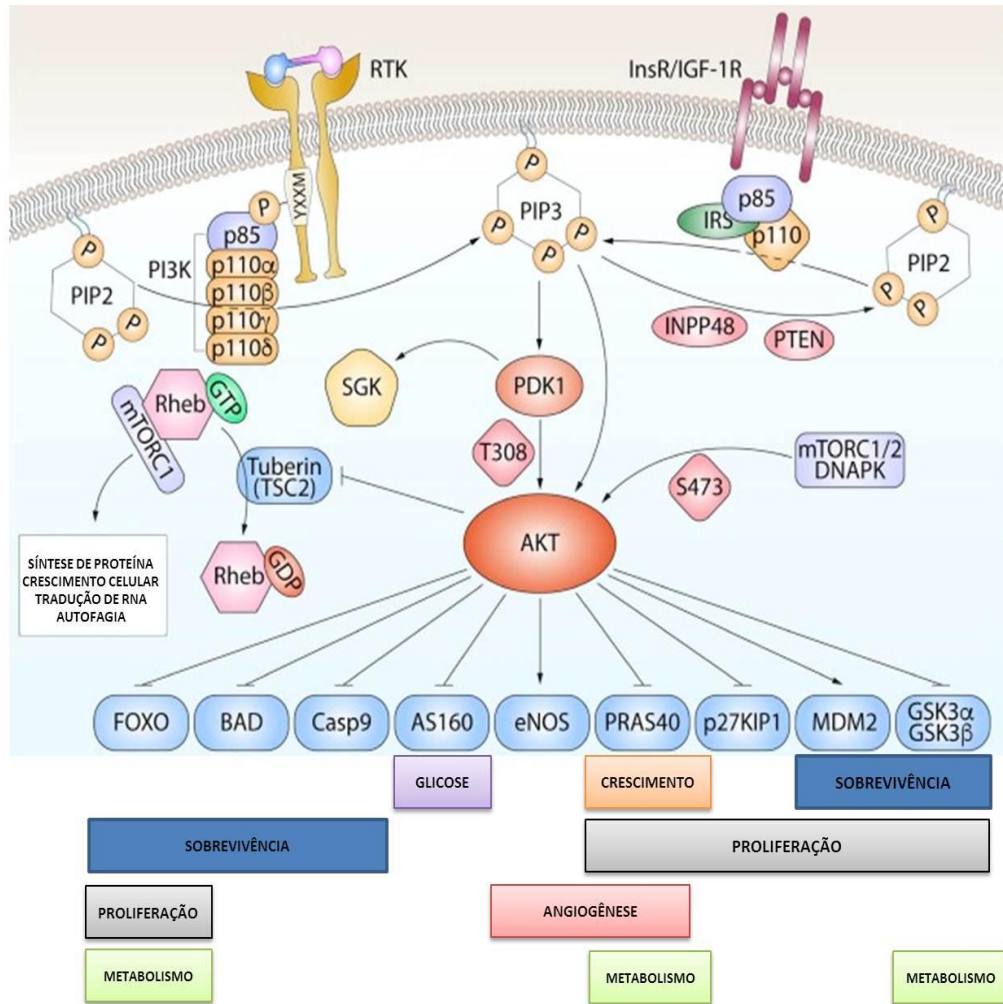 RTK
InsR/IGF-1R
P
YXXM
P
P
P
P
p85
IRS
p110
P
P
PIP3
P
P
P
PIP2
P
P
PI3K
p85
p110α
p110β
p110γ
p110δ
PIP2
P
P
INPP48
PTEN
SGK
PDK1
mTORC1
Rheb
GTP
T308
Tuberin
(TSC2)
S473
mTORC1/2
DNAPK
AKT
SÍNTESE DE PROTEÍNA
CRESCIMENTO CELULAR
TRADUÇÃO DE RNA
AUTOFAGIA
Rheb
GDP
FOXO
BAD
Casp9
AS160
eNOS
PRAS40
p27KIP1
MDM2
GSK3α
GSK3β
GLICOSE
CRESCIMENTO
SOBREVIVÊNCIA
SOBREVIVÊNCIA
PROLIFERAÇÃO
PROLIFERAÇÃO
ANGIOGÊNESE
METABOLISMO
METABOLISMO
METABOLISMO